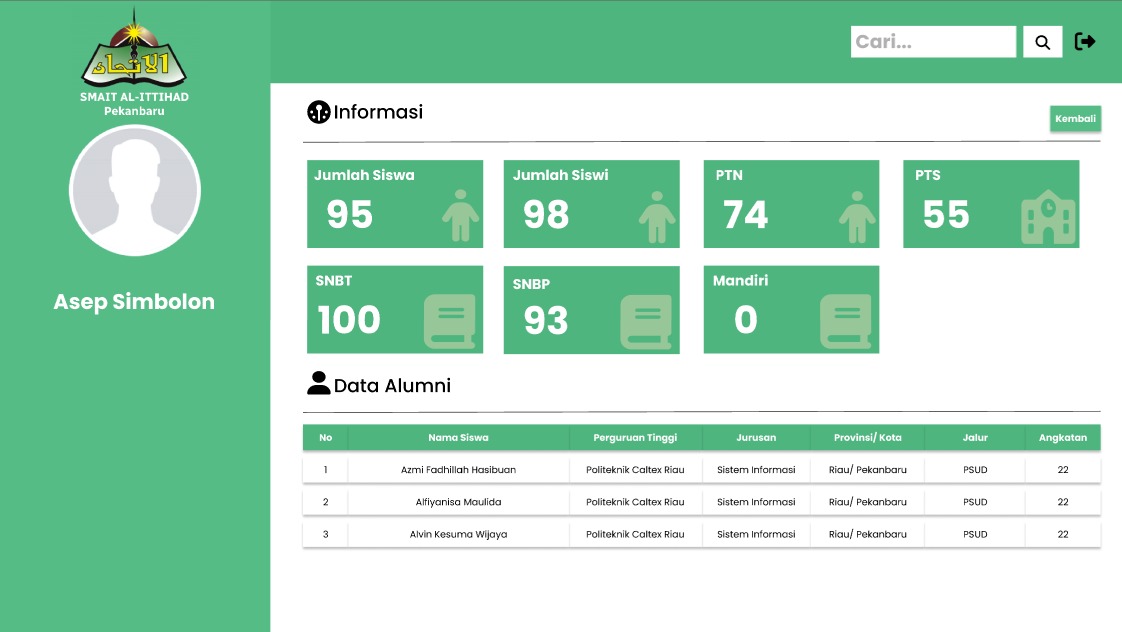 الاتحاد
SMAIT AL-ITTIHAD
Pekanbaru
Asep Simbolon
Cari...
Informasi
Kembali
Jumlah Siswa
95
Jumlah Siswi
98
PTN
74
PTS
55
SNBT
100
SNBP
93
Mandiri
0
Data Alumni
No Nama Siswa Perguruan Tinggi Jurusan Provinsi/ Kota Jalur Angkatan
1 Azmi Fadhillah Hasibuan Politeknik Caltex Riau Sistem Informasi Riau/ Pekanbaru PSUD 22
2 Alfiyanisa Maulida Politeknik Caltex Riau Sistem Informasi Riau/ Pekanbaru PSUD 22
3 Alvin Kesuma Wijaya Politeknik Caltex Riau Sistem Informasi Riau/ Pekanbaru PSUD 22